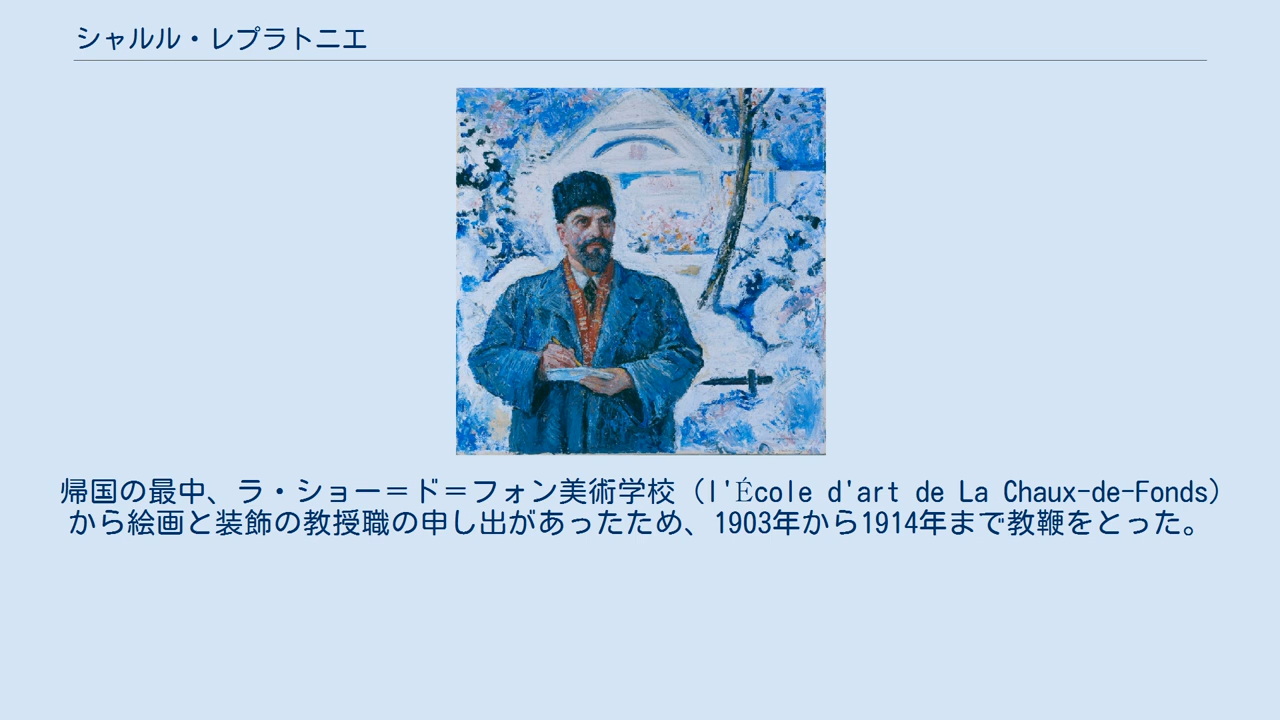 シャルル・レプラトニエ
帰国の最中、ラ・ショー＝ド＝フォン美術学校（l'École d'art de La Chaux-de-Fonds）
から絵画と装飾の教授職の申し出があったため、1903年から1914年まで教鞭をとった。